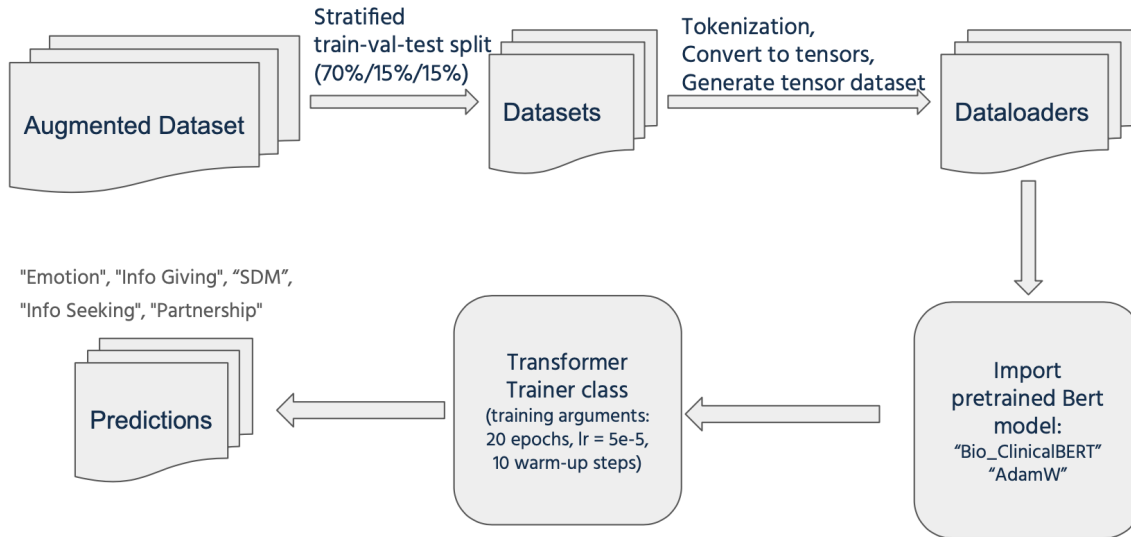 Stratified
train-val-test split
(70%/15%/15%)
Tokenization,
Convert to tensors,
Generate tensor dataset
Augmented Dataset
Datasets
Dataloaders
"Emotion", "Info Giving", “SDM”,
"Info Seeking", "Partnership"
Predictions
Transformer
Trainer class
(training arguments:
20 epochs, lr = 5e-5,
10 warm-up steps)
Import
pretrained Bert
model:
“Bio_ClinicalBERT”
“AdamW”